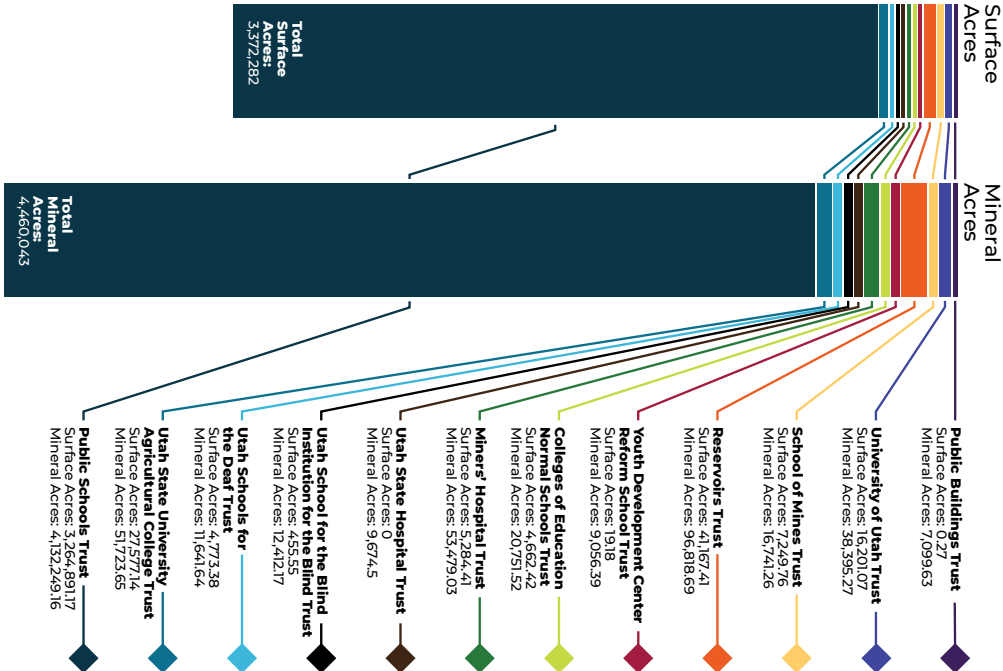 Surface
Acres
Total
Surface
Acres:
3,372,282
Mineral
Acres
Total
Mineral
Acres:
4,460,043
Public Buildings Trust
Surface Acres: 0.27
Mineral Acres: 7,099.63
University of Utah Trust
Surface Acres: 16,201.07
Mineral Acres: 38,395.27
School of Mines Trust
Surface Acres: 7,249.76
Mineral Acres: 16,741.26
Reservoirs Trust
Surface Acres: 41,167.41
Mineral Acres: 96,818.69
Youth Development Center
Reform School Trust
Surface Acres: 19.18
Mineral Acres: 9,056.39
Colleges of Education
Normal Schools Trust
Surface Acres: 4,662.42
Mineral Acres: 20,751.52
Miners' Hospital Trust
Surface Acres: 5,284.41
Mineral Acres: 53,479.03
Utah State Hospital Trust
Surface Acres: 0
Mineral Acres: 9,674.5
Utah School for the Blind
Institution for the Blind Trust
Surface Acres: 455.55
Mineral Acres: 12,412.17
Utah Schools for
the Deaf Trust
Surface Acres: 4,773.38
Mineral Acres: 11,641.64
Utah State University
Agricultural College Trust
Surface Acres: 27,577.14
Mineral Acres: 51,723.65
Public Schools Trust
Surface Acres: 3,264,891.17
Mineral Acres: 4,132,249.16